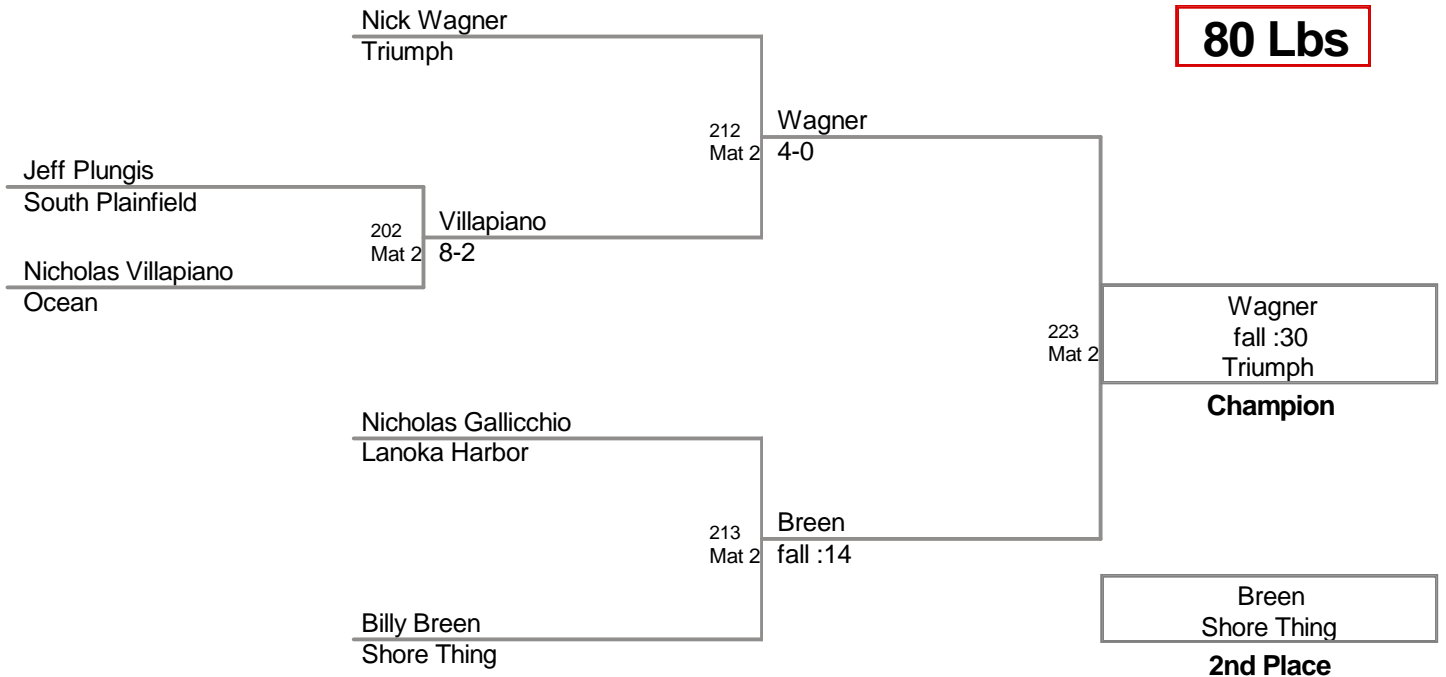 Nick Wagner
Triumph
80 Lbs
212
Mat 2
Wagner
4-0
Jeff Plungis
South Plainfield
202
Mat 2
Villapiano
8-2
Nicholas Villapiano
Ocean
223
Mat 2
Wagner
fall :30
Triumph
Champion
Nicholas Gallicchio
Lanoka Harbor
213
Mat 2
Breen
fall :14
Billy Breen
Shore Thing
Breen
Shore Thing
2nd Place